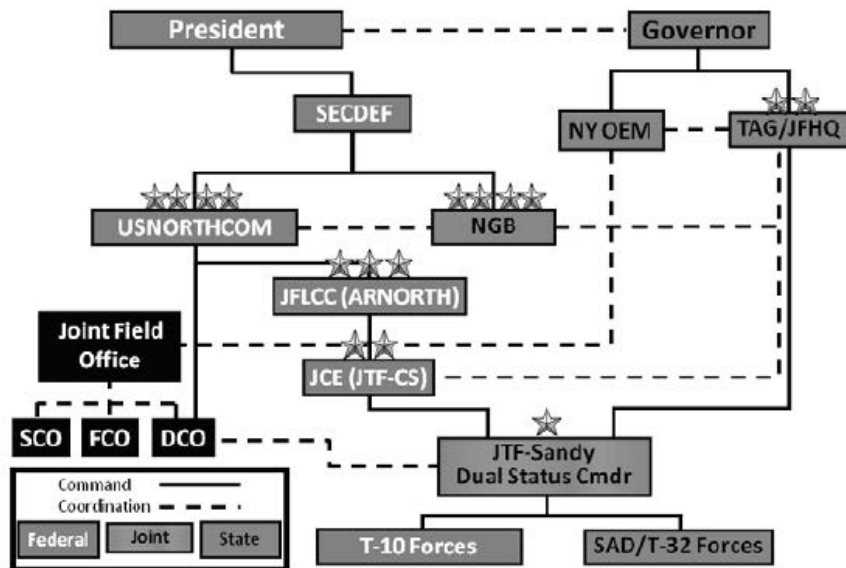 President
Governor
SECDEF
NY OEM
TAG/JFHQ
USNORTHCOM
NGB
JFLCC (ARNORTH)
Joint Field
Office
JCE (JTF-CS)
SCO
FCO
DCO
JTF-Sandy
Dual Status Cmdr
Command
Coordination
Federal
Joint
State
T-10 Forces
SAD/T-32 Forces